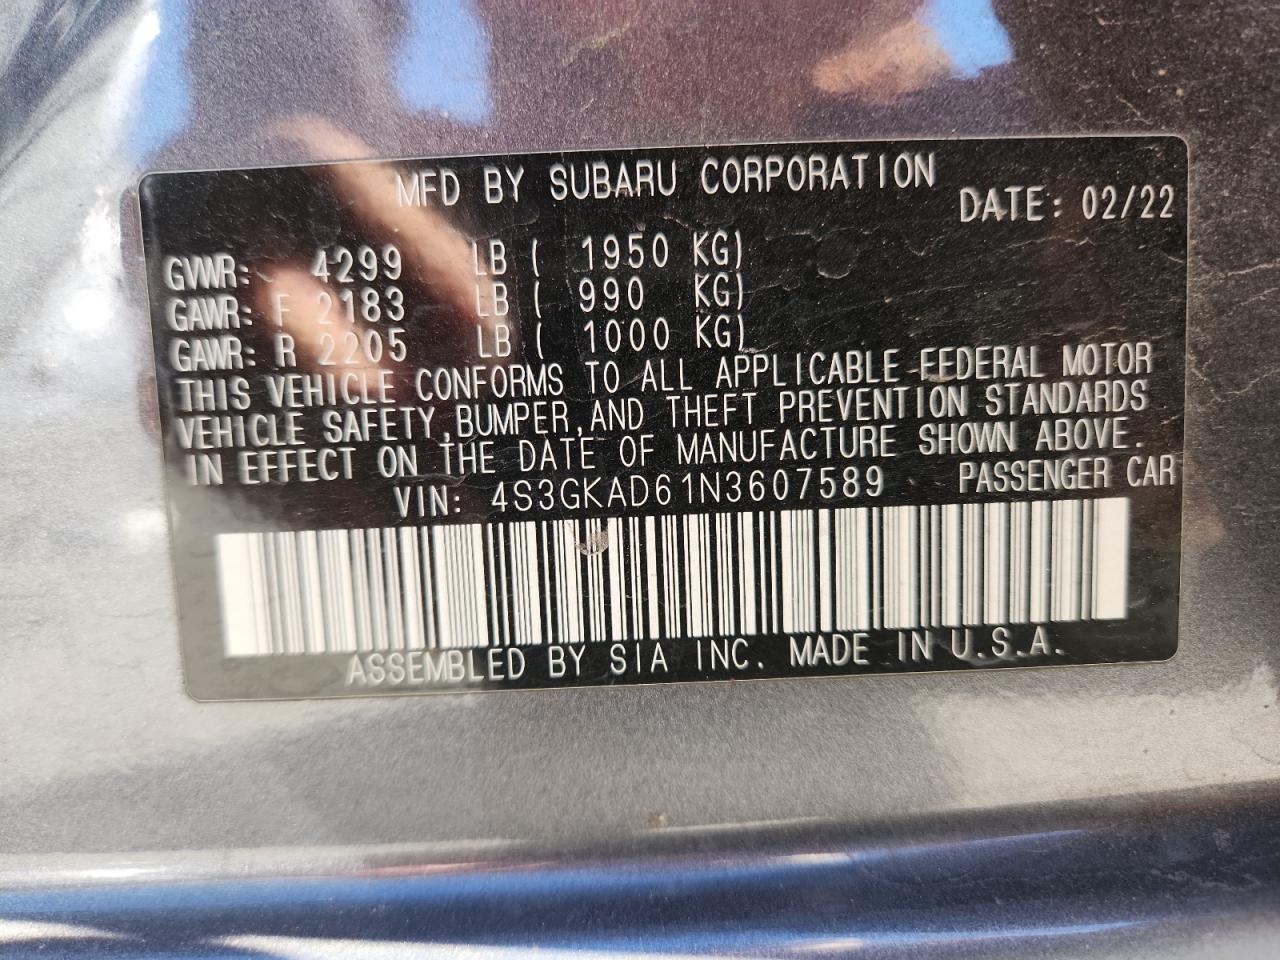 MFD BY SUBARU CORPORATION
DATE: 02/22
GVWR: 4299 LB ( 1950 KG)
GAWR: F 2183 LB ( 990 KG)
GAWR: R 2205 LB ( 1000 KG)
THIS VEHICLE CONFORMS TO ALL APPLICABLE FEDERAL MOTOR
VEHICLE SAFETY,BUMPER,AND THEFT PREVENTION STANDARDS
IN EFFECT ON THE DATE OF MANUFACTURE SHOWN ABOVE.
VIN: 4S3GKAD61N3607589 PASSENGER CAR
ASSEMBLED BY SIA INC. MADE IN U.S.A.